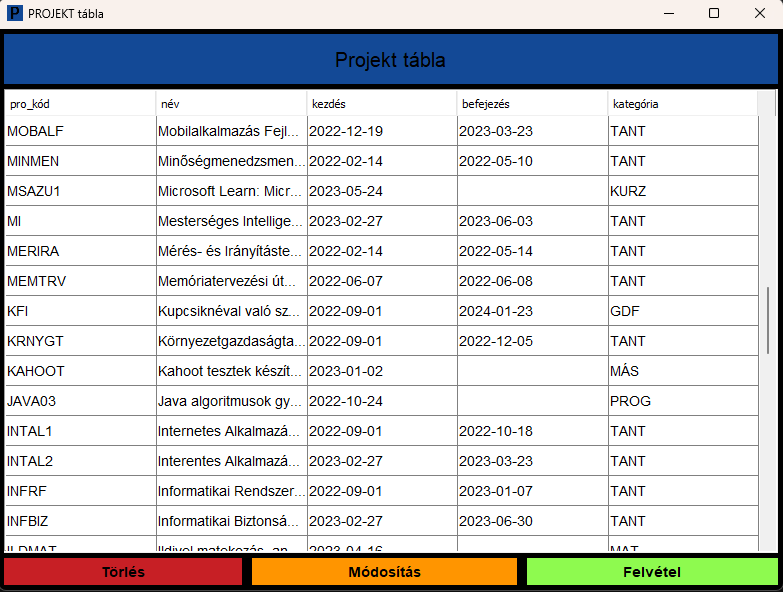 P PROJEKT tábla
Projekt tábla
pro_kód név kezdés befejezés kategória
MOBALF Mobilalkalmazás Fejl... 2022-12-19 2023-03-23 TANT
MINMEN Minőségmenedzsmen... 2022-02-14 2022-05-10 TANT
MSAZU1 Microsoft Learn: Micr... 2023-05-24 KURZ
MI Mesterséges Intellige... 2023-02-27 2023-06-03 TANT
MERIRA Mérés- és Irányításte... 2022-02-14 2022-05-14 TANT
MEMTRV Memóriatervezési út... 2022-06-07 2022-06-08 TANT
KFI Kupcsiknéval való sz... 2022-09-01 2024-01-23 GDF
KRNYGT Környezetgazdaságta... 2022-09-01 2022-12-05 TANT
KAHOOT Kahoot tesztek készít... 2023-01-02 MÁS
JAVA03 Java algoritmusok gy... 2022-10-24 PROG
INTAL1 Internetes Alkalmazá... 2022-09-01 2022-10-18 TANT
INTAL2 Interentes Alkalmazá... 2023-02-27 2023-03-23 TANT
INFRF Informatikai Rendszer... 2022-09-01 2023-01-07 TANT
INFBIZ Informatikai Biztonsá... 2023-02-27 2023-06-30 TANT
ILDMAT Ildivel matekozás, an... 2023-04-16 MAT
Törlés Módosítás Felvétel